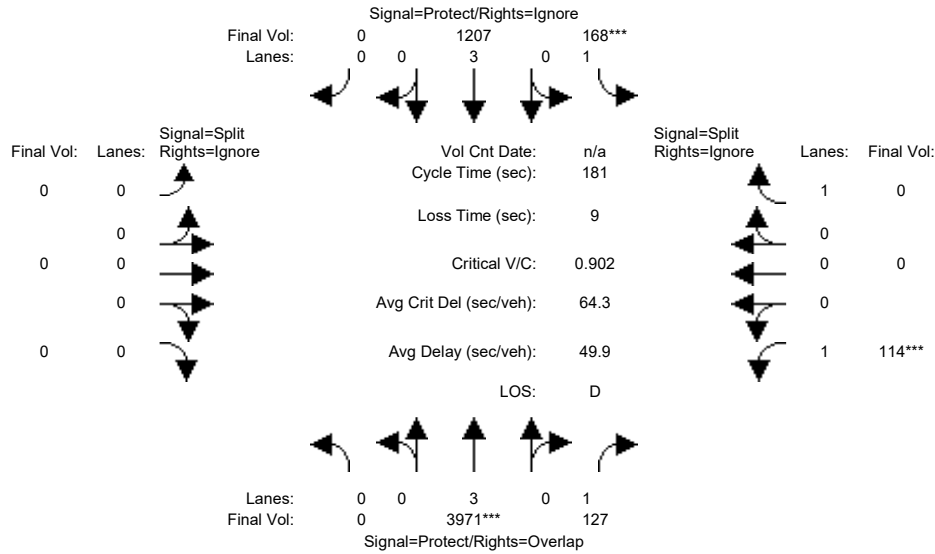 Signal=Protect/Rights=Ignore
Final Vol: 0 1207 168***
Lanes: 0 0 3 0 1
Signal=Split Signal=Split
Final Vol: Lanes: Rights=Ignore Vol Cnt Date: n/a Rights=Ignore Lanes: Final Vol:
Cycle Time (sec): 181
0 0 1 0
Loss Time (sec): 9
0 0
0 0 Critical V/C: 0.902 0 0
0 Avg Crit Del (sec/veh): 64.3 0
0 0 Avg Delay (sec/veh): 49.9 1 114***
LOS: D
Lanes: 0 0 3 0 1
Final Vol: 0 3971*** 127
Signal=Protect/Rights=Overlap